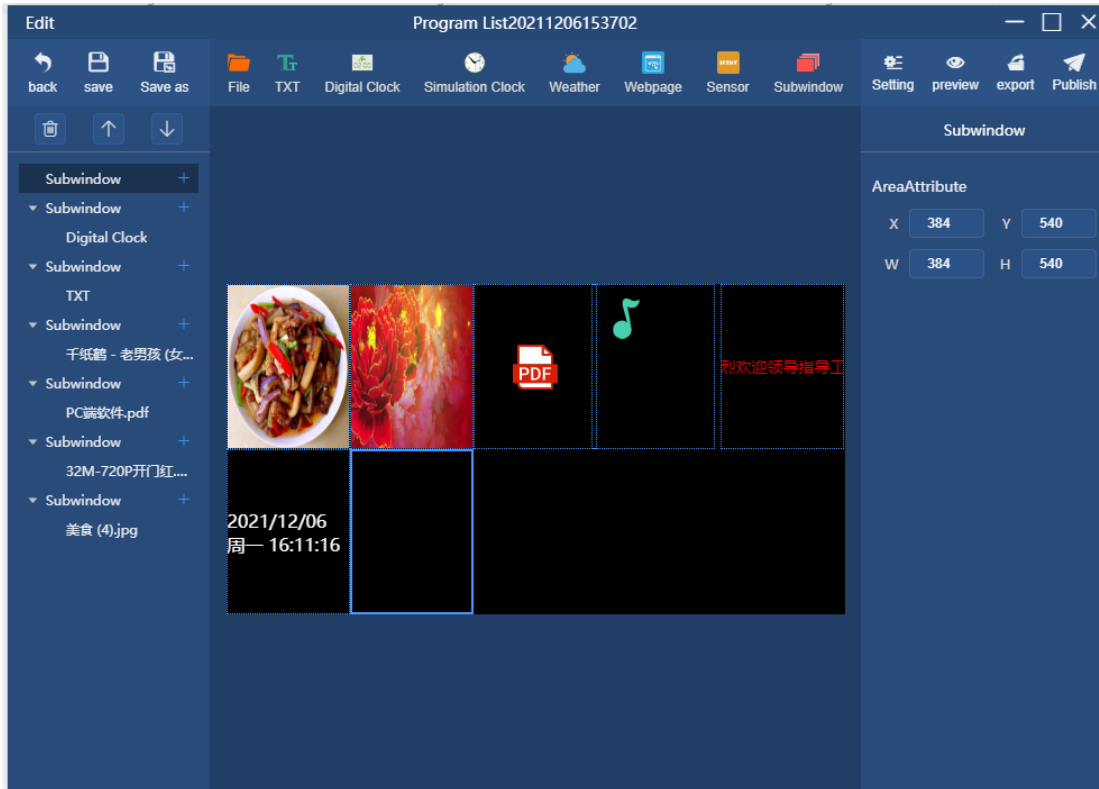 Edit
Program List20211206153702
back
save
Save as
File
TXT
Digital Clock
Simulation Clock
Weather
Webpage
Sensor
Subwindow
Setting
preview
export
Publish
Subwindow
Subwindow
Digital Clock
Subwindow
TXT
Subwindow
千纸鹤 - 老男孩 (女...
Subwindow
PC端软件.pdf
Subwindow
32M-720P开门红....
Subwindow
美食 (4).jpg
PDF
烈欢迎领导指导工
2021/12/06
周一 16:11:16
Subwindow
AreaAttribute
X 384 Y 540
W 384 H 540